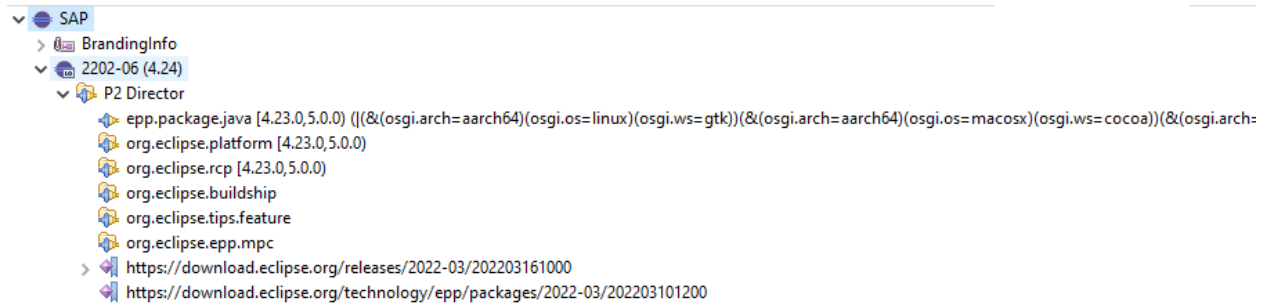 SAP
BrandingInfo
2202-06 (4.24)
P2 Director
epp.package.java [4.23.0,5.0.0) (|(&(osgi.arch=aarch64)(osgi.os=linux)(osgi.ws=gtk))(&(osgi.arch=aarch64)(osgi.os=macosx)(osgi.ws=cocoa))(&(osgi.arch=
org.eclipse.platform [4.23.0,5.0.0)
org.eclipse.rcp [4.23.0,5.0.0)
org.eclipse.buildship
org.eclipse.tips.feature
org.eclipse.epp.mpc
https://download.eclipse.org/releases/2022-03/202203161000
https://download.eclipse.org/technology/epp/packages/2022-03/202203101200